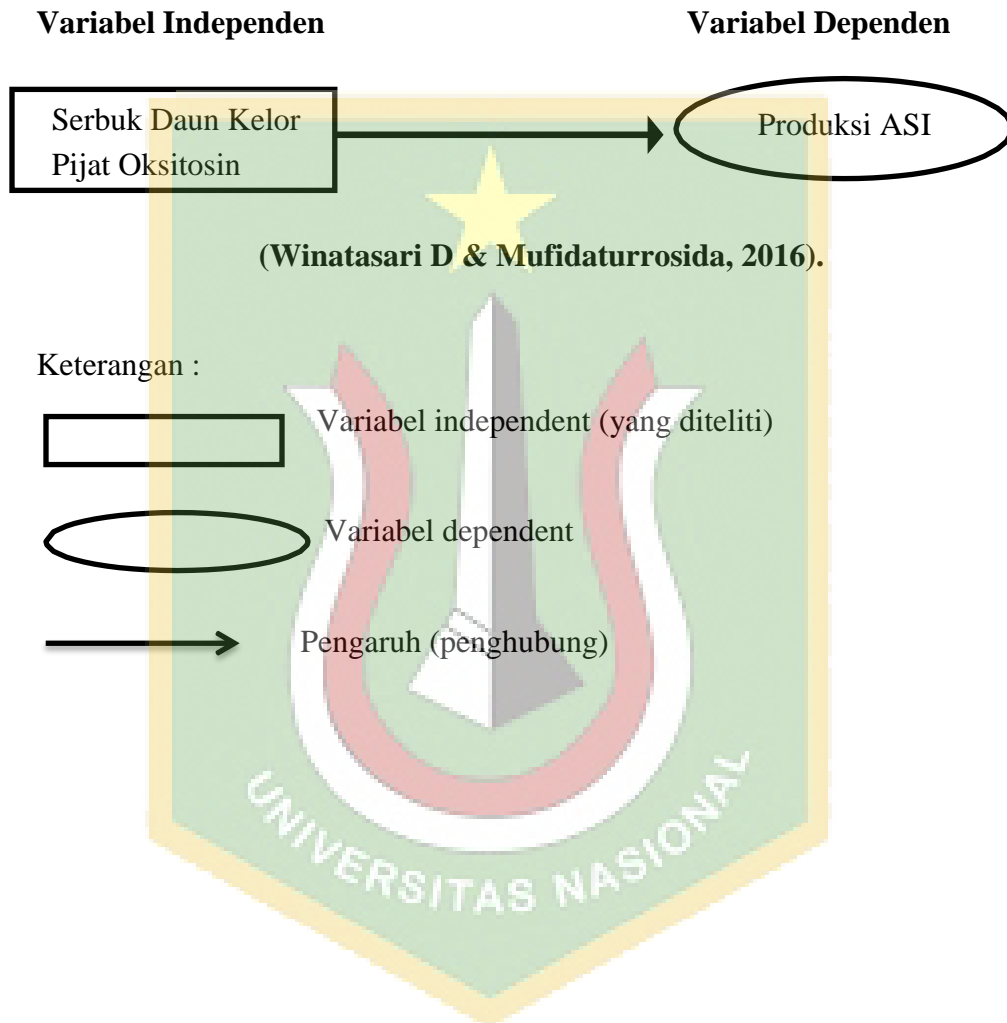 Variabel Independen Variabel Dependen
Serbuk Daun Kelor
Pijat Oksitosin
Produksi ASI
(Winatasari D & Mufidaturrosida, 2016).
Keterangan :
Variabel independent (yang diteliti)
Variabel dependent
Pengaruh (penghubung)
UNIVERSITAS NASIONAL